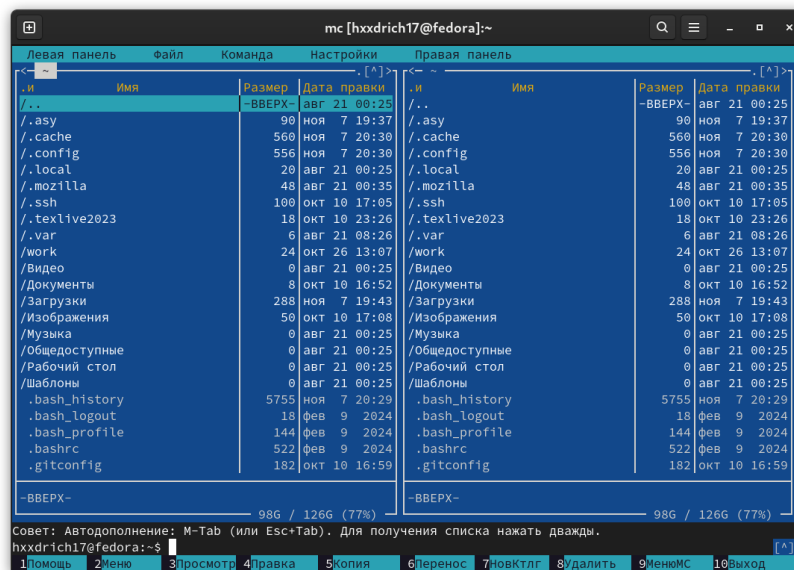 mc [hxxdrich17@fedora]:~
Левая панель Файл Команда Настройки Правая панель
<─ ~ .[^]> <─ ~ .[^]>
.и Имя Размер Дата правки .и Имя Размер Дата правки
/.. -ВВЕРХ- авг 21 00:25 /.. -ВВЕРХ- авг 21 00:25
/.asy 90 ноя 7 19:37 /.asy 90 ноя 7 19:37
/.cache 560 ноя 7 20:30 /.cache 560 ноя 7 20:30
/.config 556 ноя 7 20:30 /.config 556 ноя 7 20:30
/.local 20 авг 21 00:25 /.local 20 авг 21 00:25
/.mozilla 48 авг 21 00:35 /.mozilla 48 авг 21 00:35
/.ssh 100 окт 10 17:05 /.ssh 100 окт 10 17:05
/.texlive2023 18 окт 10 23:26 /.texlive2023 18 окт 10 23:26
/.var 6 авг 21 08:26 /.var 6 авг 21 08:26
/work 24 окт 26 13:07 /work 24 окт 26 13:07
/Видео 0 авг 21 00:25 /Видео 0 авг 21 00:25
/Документы 8 окт 10 16:52 /Документы 8 окт 10 16:52
/Загрузки 288 ноя 7 19:43 /Загрузки 288 ноя 7 19:43
/Изображения 50 окт 10 17:08 /Изображения 50 окт 10 17:08
/Музыка 0 авг 21 00:25 /Музыка 0 авг 21 00:25
/Общедоступные 0 авг 21 00:25 /Общедоступные 0 авг 21 00:25
/Рабочий стол 0 авг 21 00:25 /Рабочий стол 0 авг 21 00:25
/Шаблоны 0 авг 21 00:25 /Шаблоны 0 авг 21 00:25
.bash_history 5755 ноя 7 20:29 .bash_history 5755 ноя 7 20:29
.bash_logout 18 фев 9 2024 .bash_logout 18 фев 9 2024
.bash_profile 144 фев 9 2024 .bash_profile 144 фев 9 2024
.bashrc 522 фев 9 2024 .bashrc 522 фев 9 2024
.gitconfig 182 окт 10 16:59 .gitconfig 182 окт 10 16:59
-ВВЕРХ- -ВВЕРХ-
98G / 126G (77%) 98G / 126G (77%)
Совет: Автодополнение: M-Tab (или Esc+Tab). Для получения списка нажать дважды.
hxxdrich17@fedora:~$ [^]
1Помощь 2Меню 3Просмотр 4Правка 5Копия 6Перенос 7НовКтлг 8Удалить 9МенюМС 10Выход